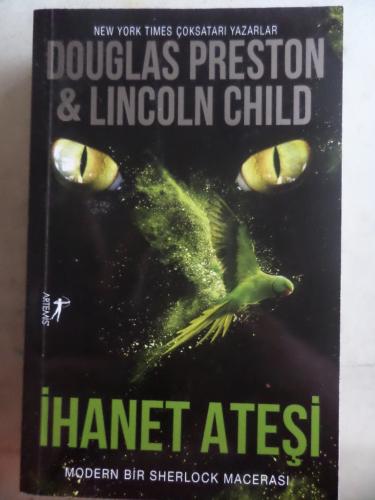 NEW YORK TIMES ÇOKSATARI YAZARLAR
DOUGLAS PRESTON
& LINCOLN CHILD
ARTEMİS
İHANET ATEŞİ
MODERN BİR SHERLOCK MACERASI